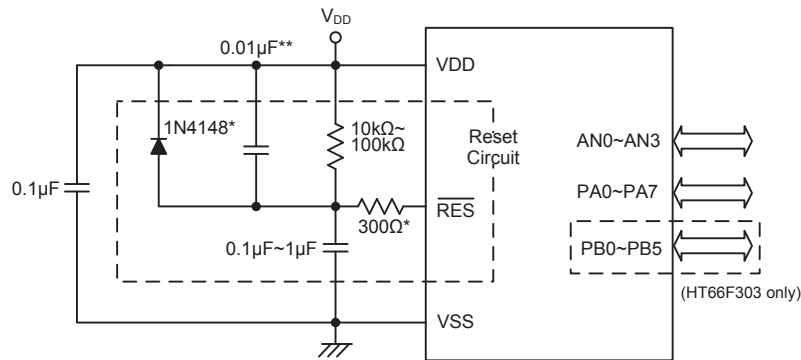 V_DD
0.01µF**
VDD
1N4148*
10kΩ~
100kΩ
Reset
Circuit
AN0~AN3
0.1µF
PA0~PA7
300Ω*
RES
0.1µF~1µF
PB0~PB5
(HT66F303 only)
VSS